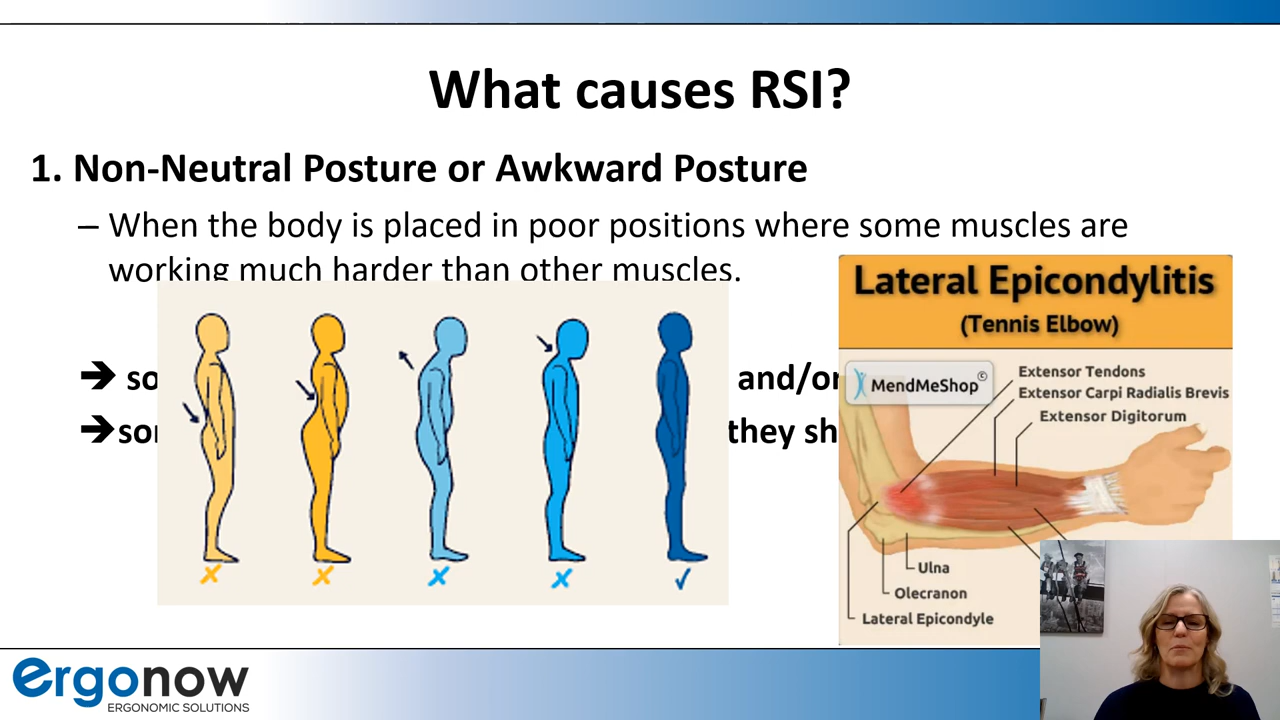 What causes RSI?
1. Non-Neutral Posture or Awkward Posture
– When the body is placed in poor positions where some muscles are
working much harder than other muscles.
➔ so and/or
➔ they sh
Lateral Epicondylitis
(Tennis Elbow)
MendMeShop©
Extensor Tendons
Extensor Carpi Radialis Brevis
Extensor Digitorum
Ulna
Olecranon
Lateral Epicondyle
ergonow
ERGONOMIC SOLUTIONS